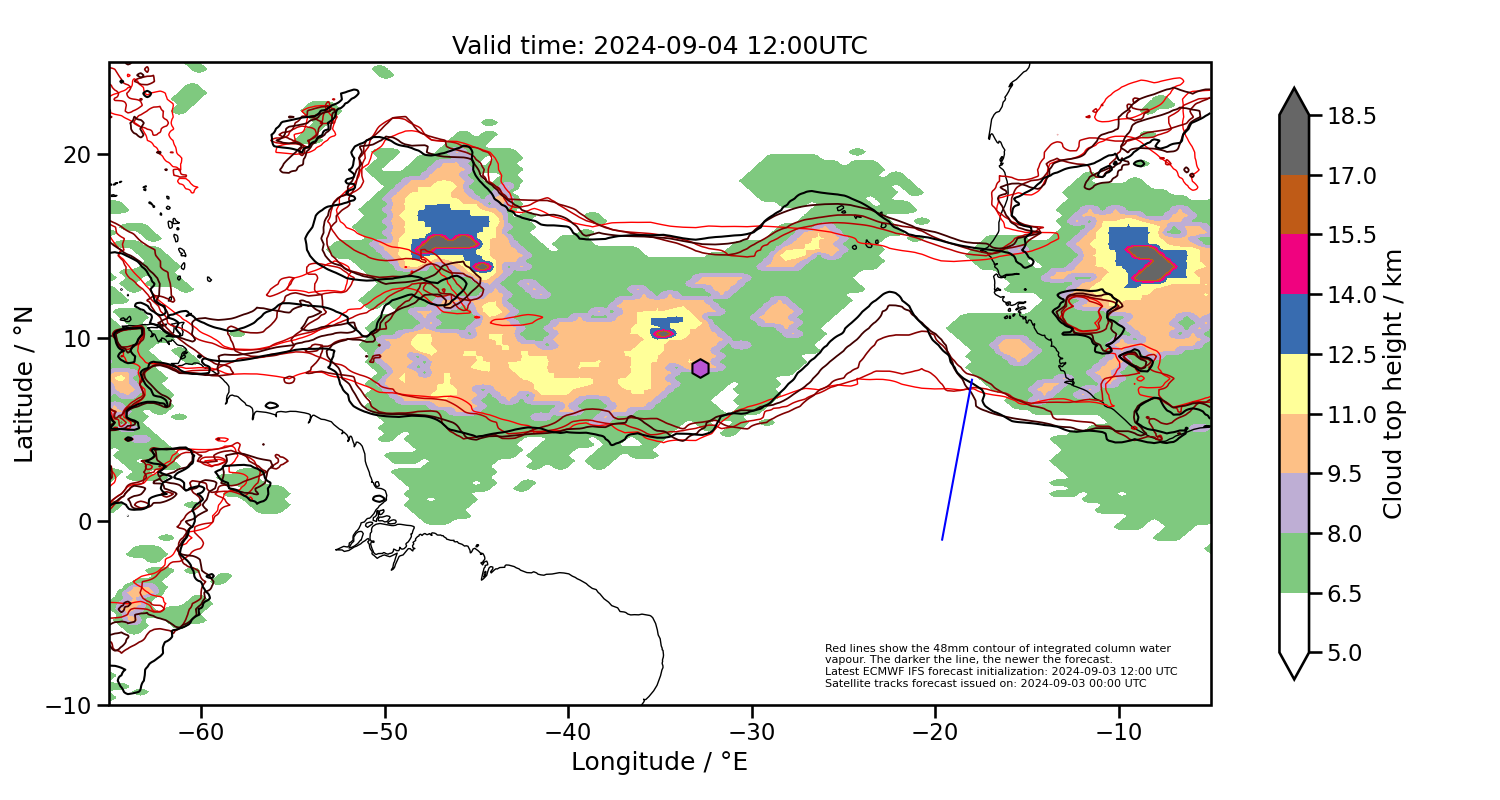 Valid time: 2024-09-04 12:00UTC
Latitude / °N
20
10
0
−10
−60
−50
−40
−30
−20
−10
Longitude / °E
Red lines show the 48mm contour of integrated column water
vapour. The darker the line, the newer the forecast.
Latest ECMWF IFS forecast initialization: 2024-09-03 12:00 UTC
Satellite tracks forecast issued on: 2024-09-03 00:00 UTC
18.5
17.0
15.5
14.0
12.5
11.0
9.5
8.0
6.5
5.0
Cloud top height / km